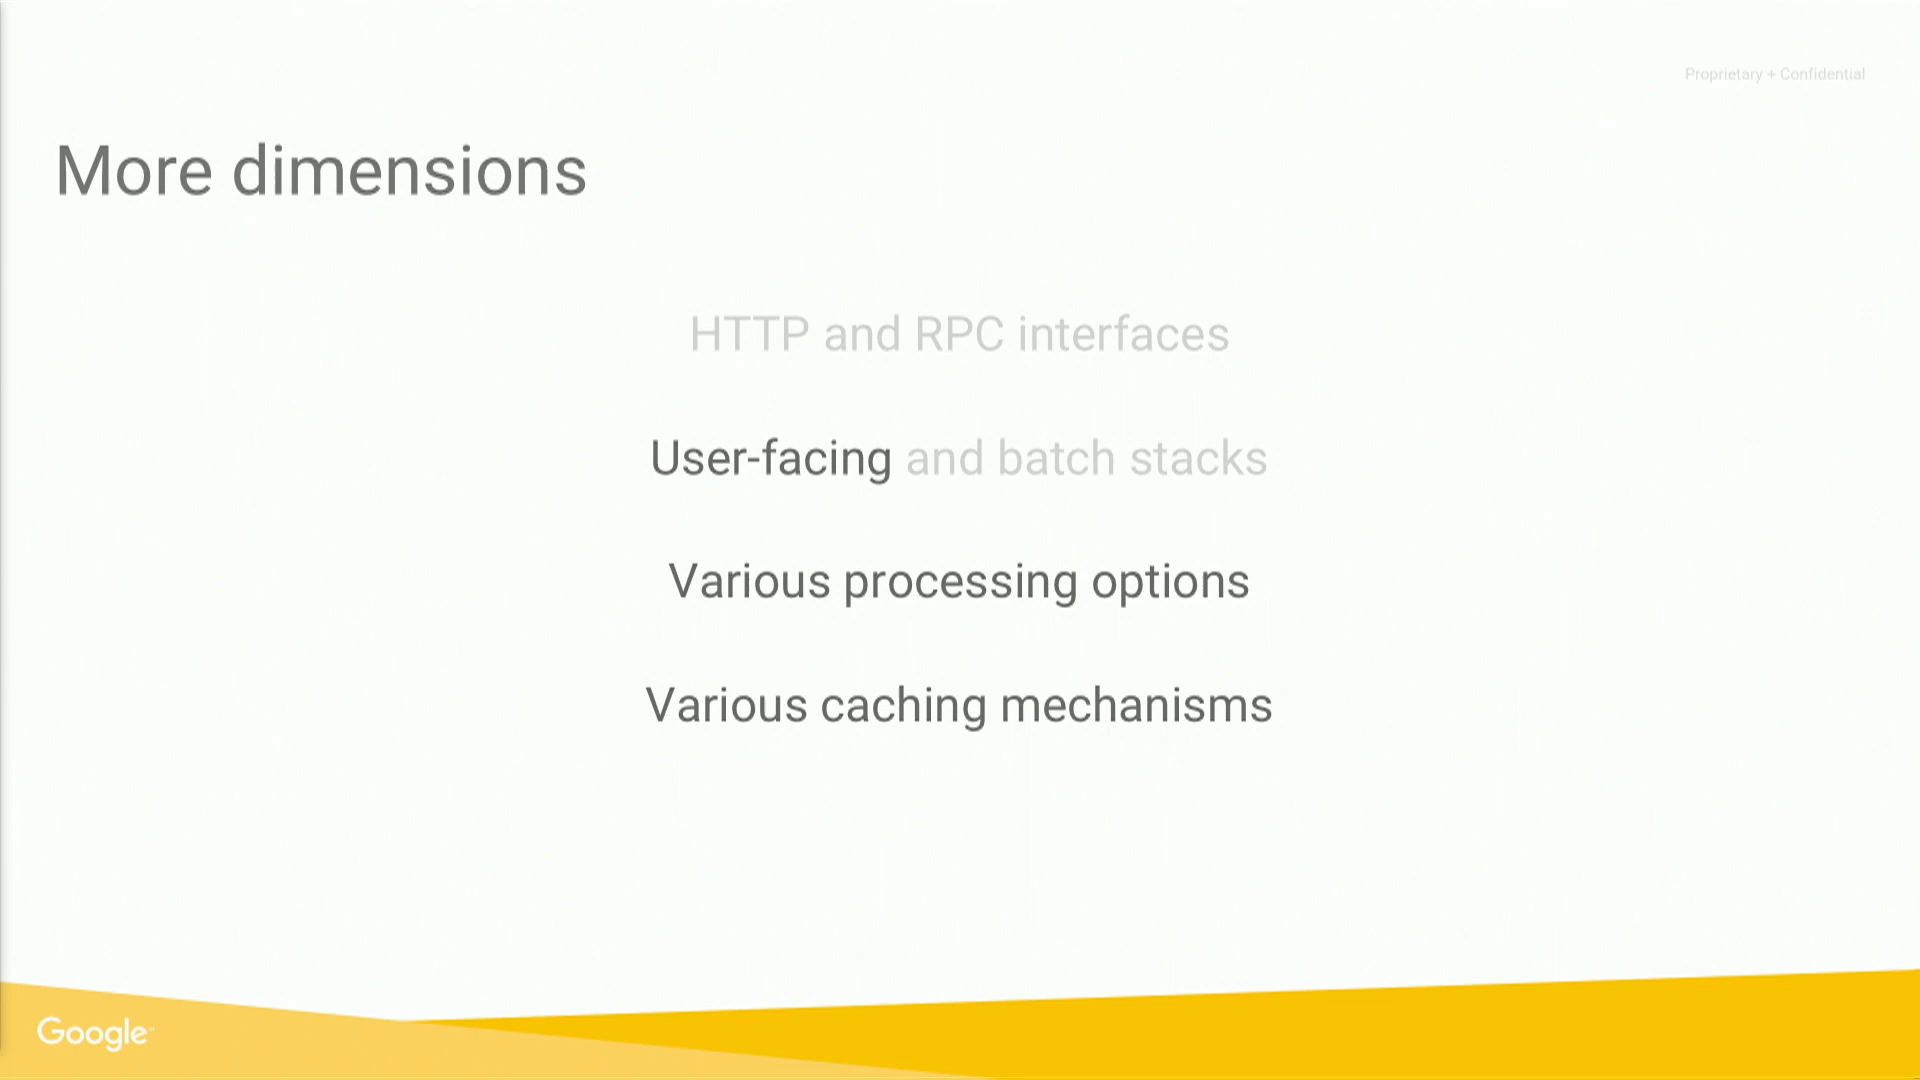 Proprietary + Confidential
More dimensions
HTTP and RPC interfaces
User-facing and batch stacks
Various processing options
Various caching mechanisms
Google